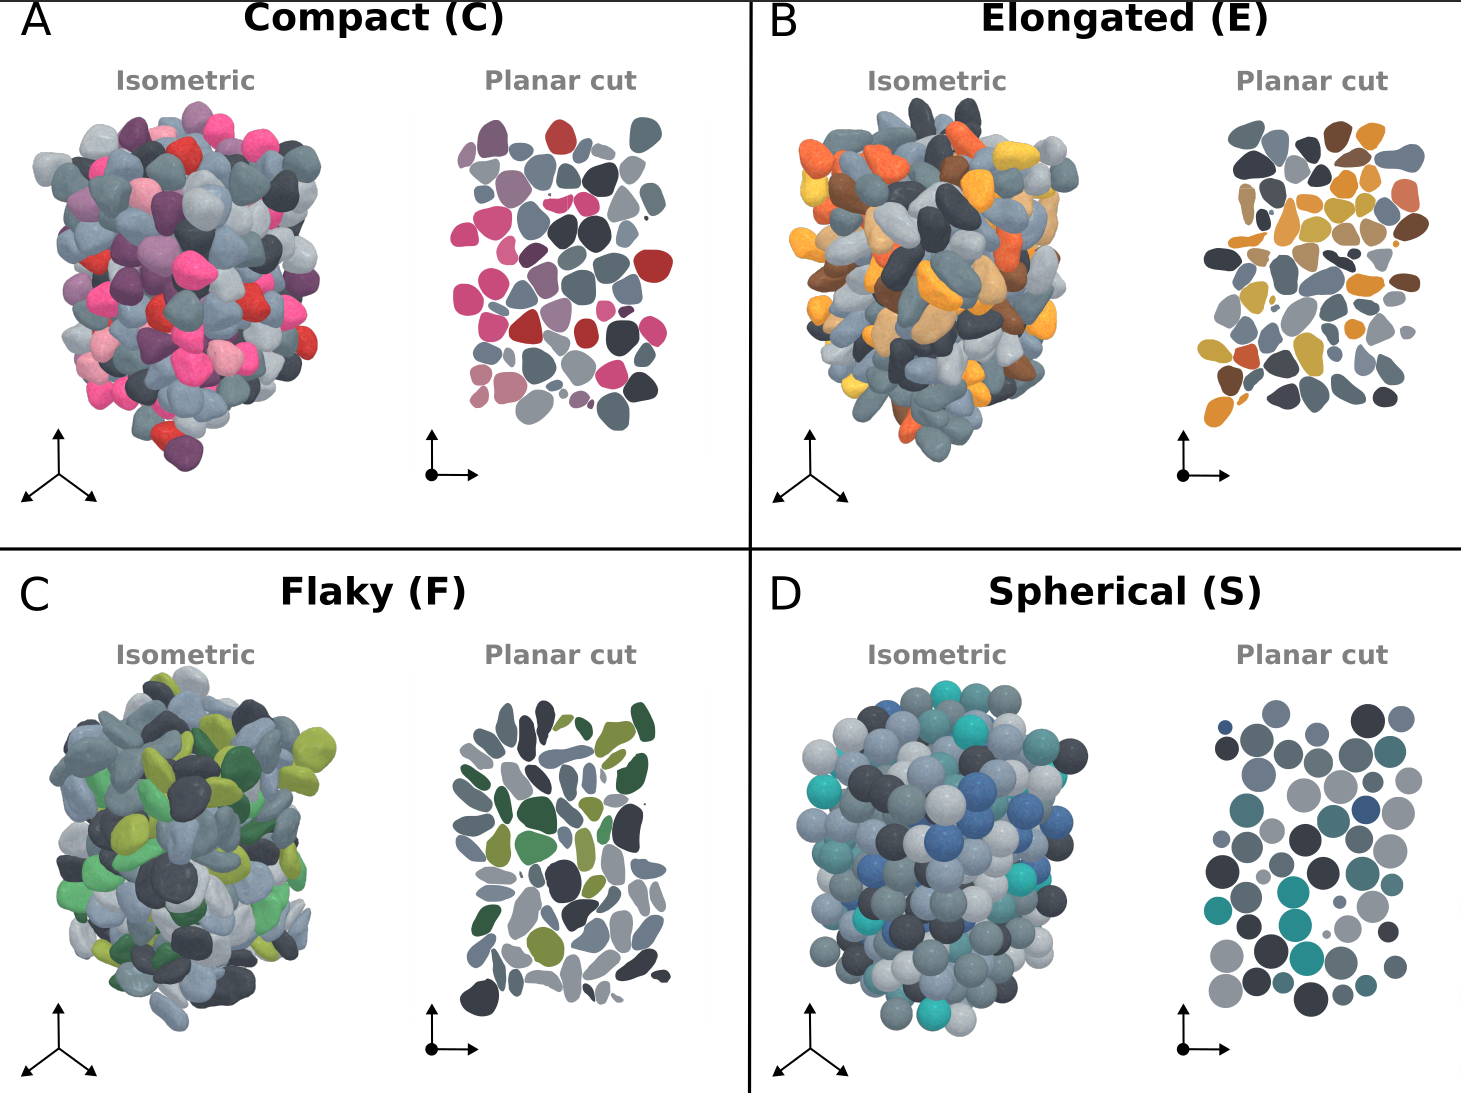 A
Compact (C)
Isometric
Planar cut
B
Elongated (E)
Isometric
Planar cut
C
Flaky (F)
Isometric
Planar cut
D
Spherical (S)
Isometric
Planar cut